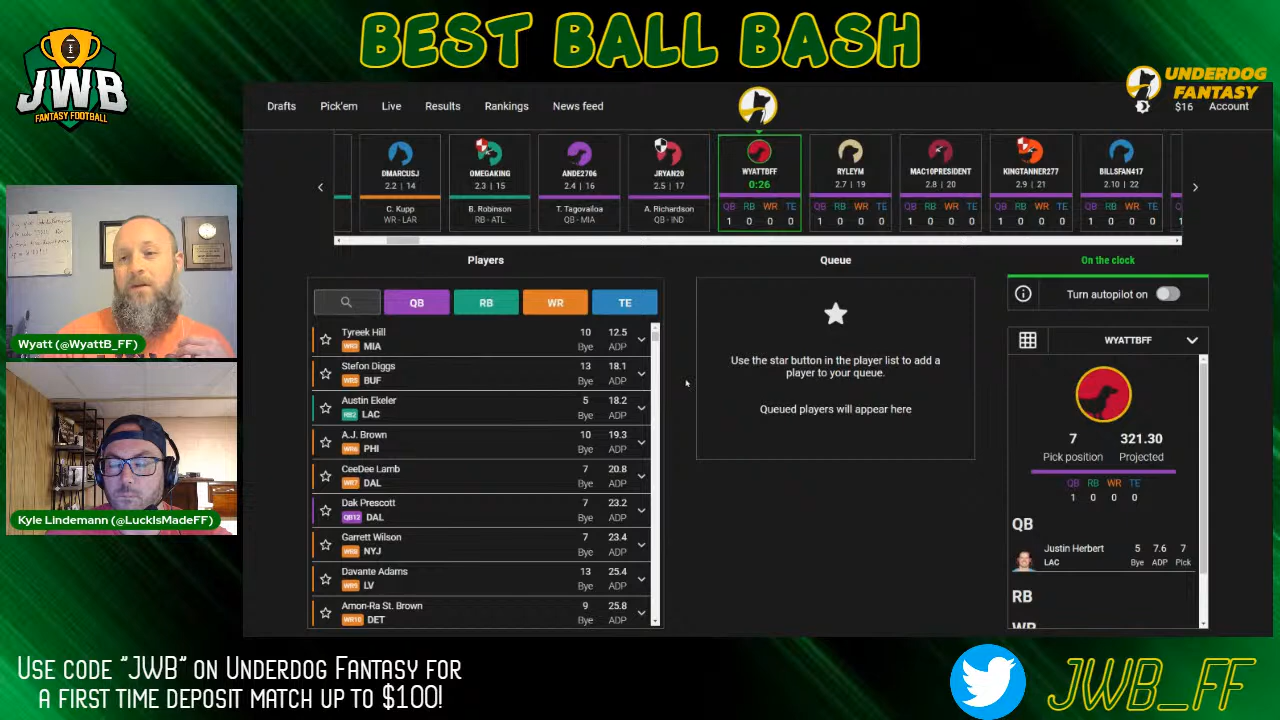 BEST BALL BASH
JWB
FANTASY FOOTBALL
UNDERDOG
FANTASY
Drafts Pick'em Live Results Rankings News feed
$16 Account
DMARCUSJ
2.2 | 14
C. Kupp
WR - LAR
OMEGAKING
2.3 | 15
B. Robinson
RB - ATL
ANDE2706
2.4 | 16
T. Tagovailoa
QB - MIA
JRYAN20
2.5 | 17
A. Richardson
QB - IND
WYATTBFF
0:26
QB RB WR TE
1 0 0 0
RYLEYM
2.7 | 19
QB RB WR TE
1 0 0 0
MAC10PRESIDENT
2.8 | 20
QB RB WR TE
1 0 0 0
KINGTANNER277
2.9 | 21
QB RB WR TE
1 0 0 0
BILLSFAN417
2.10 | 22
QB RB WR TE
1 0 0 0
Players
QB RB WR TE
Tyreek Hill 10 12.5
MIA Bye ADP
Stefon Diggs 13 18.1
WR5 BUF Bye ADP
Austin Ekeler 5 18.2
RB2 LAC Bye ADP
A.J. Brown 10 19.3
WR6 PHI Bye ADP
CeeDee Lamb 7 20.8
WR7 DAL Bye ADP
Dak Prescott 7 23.2
QB12 DAL Bye ADP
Garrett Wilson 7 23.4
NYJ Bye ADP
Davante Adams 13 25.4
LV Bye ADP
Amon-Ra St. Brown 9 25.8
WR10 DET Bye ADP
Queue
Use the star button in the player list to add a
player to your queue.
Queued players will appear here
On the clock
Turn autopilot on
WYATTBFF
7 321.30
Pick position Projected
QB RB WR TE
1 0 0 0
QB
Justin Herbert 5 7.6 7
LAC Bye ADP Pick
RB
WR
Wyatt (@WyattB_FF)
Kyle Lindemann (@LuckIsMadeFF)
Use code "JWB" on Underdog Fantasy for
a first time deposit match up to $100!
JWB_FF